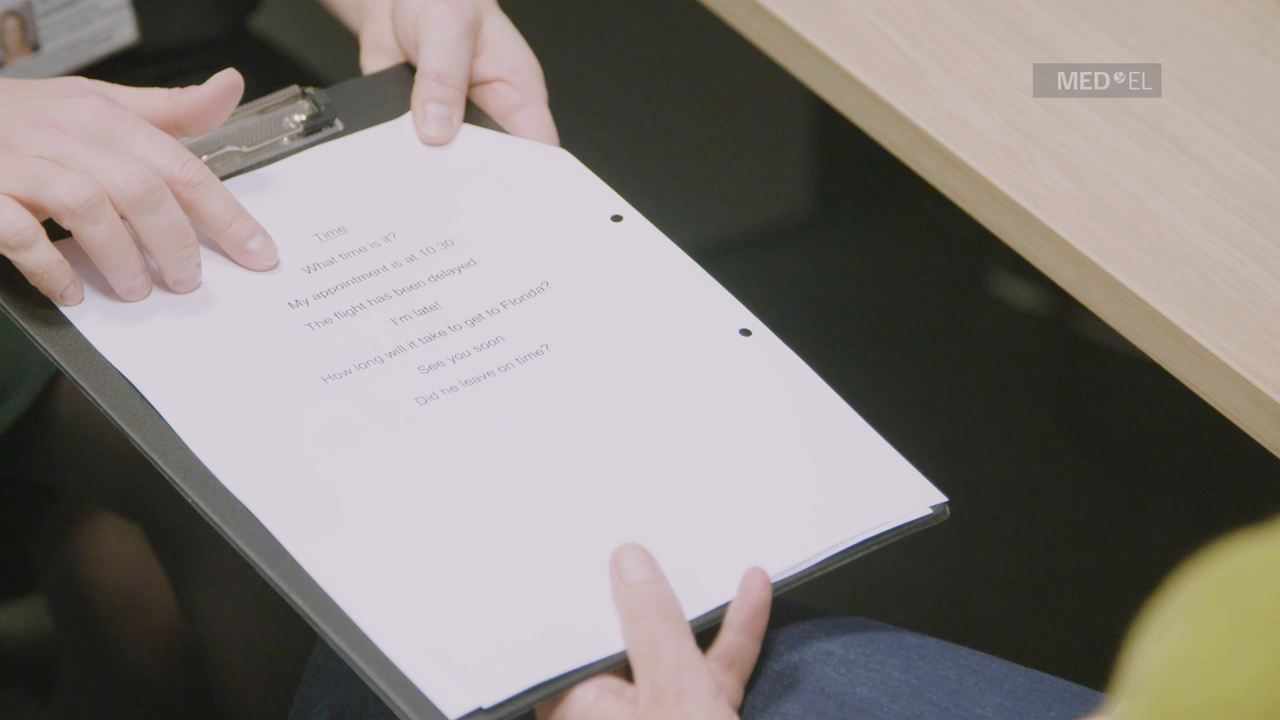 MED EL
Time
What time is it?
My appointment is at 10.30
The flight has been delayed.
I'm late!
How long will it take to get to Florida?
See you soon
Did he leave on time?